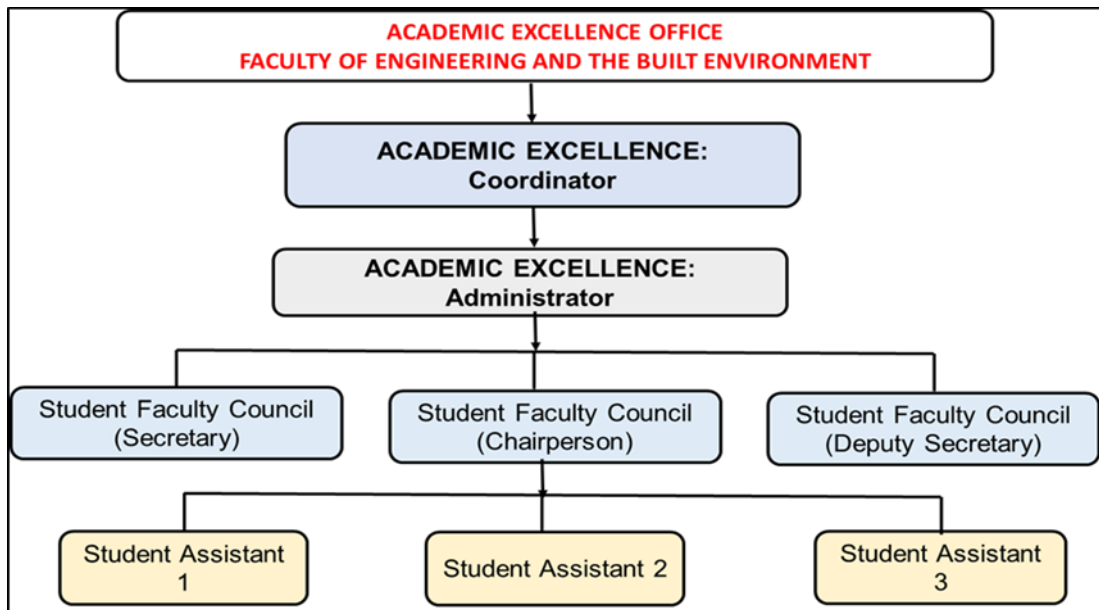 ACADEMIC EXCELLENCE OFFICE
FACULTY OF ENGINEERING AND THE BUILT ENVIRONMENT
ACADEMIC EXCELLENCE:
Coordinator
ACADEMIC EXCELLENCE:
Administrator
Student Faculty Council
(Secretary)
Student Faculty Council
(Chairperson)
Student Faculty Council
(Deputy Secretary)
Student Assistant
1
Student Assistant 2
Student Assistant
3